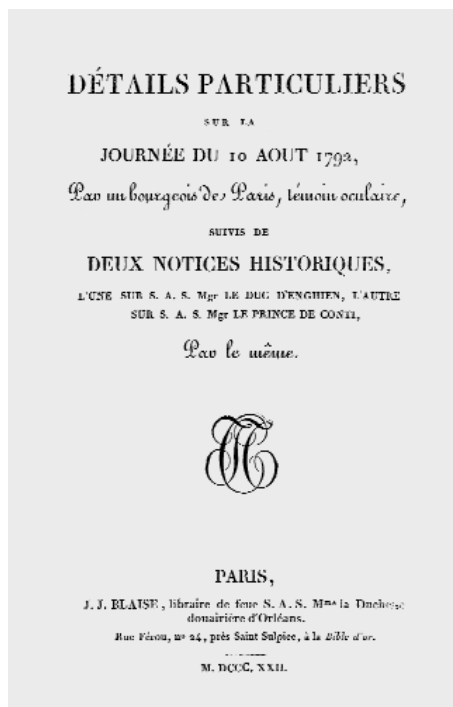 DÉTAILS PARTICULIERS
SUR LA
JOURNÉE DU 10 AOUT 1792,
Par un bourgeois de Paris, témoin oculaire,
SUIVIS DE
DEUX NOTICES HISTORIQUES,
L'UNE SUR S. A. S. Mgr LE DUC D'ENGHIEN, L'AUTRE
SUR S. A. S. Mgr LE PRINCE DE CONTI,
Par le même.
PARIS,
J. J. BLAISE, libraire de feue S. A. S. Mme la Duchesse
douairière d'Orléans.
Rue Férou, no 24, près Saint Sulpice, à la Bible d'or.
M. DCCC. XXII.